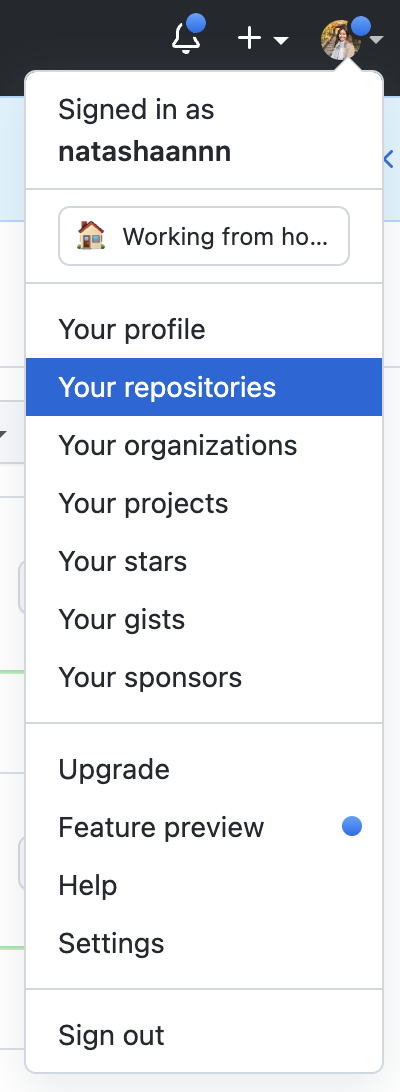 Signed in as
natashaannn
Working from ho...
Your profile
Your repositories
Your organizations
Your projects
Your stars
Your gists
Your sponsors
Upgrade
Feature preview
Help
Settings
Sign out